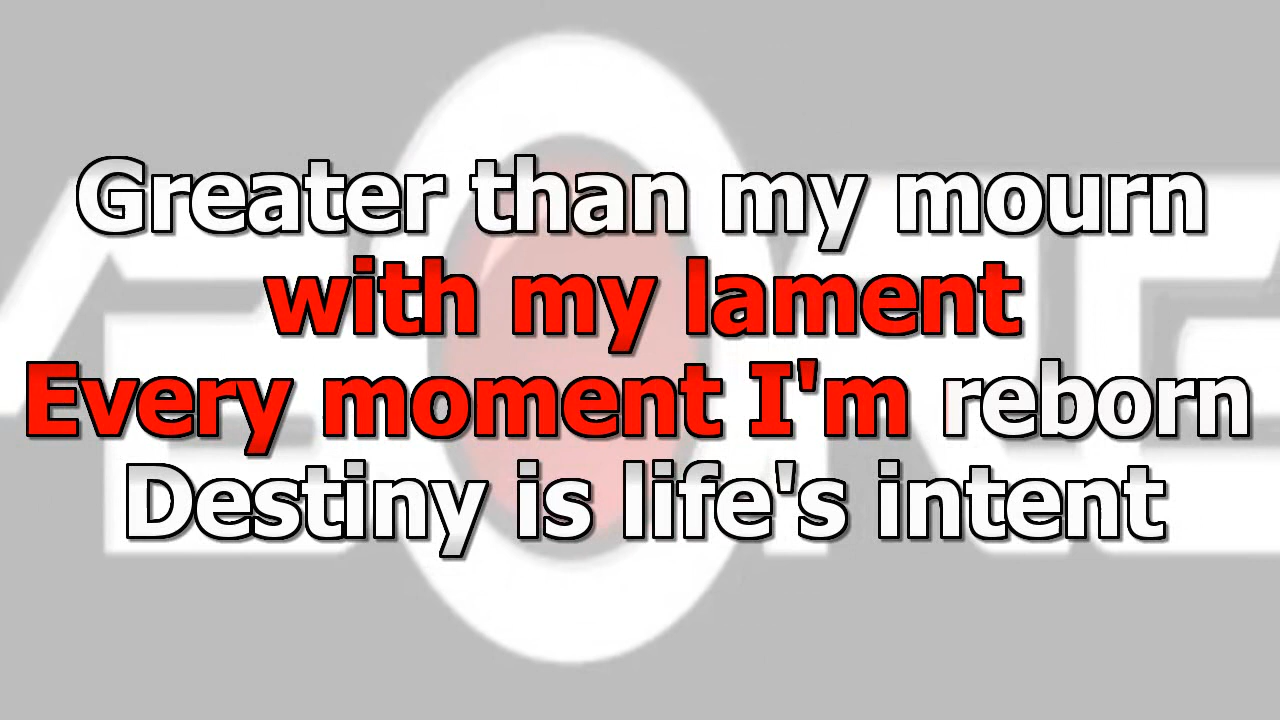 Greater than my mourn
with my lament
Every moment I'm reborn
Destiny is life's intent